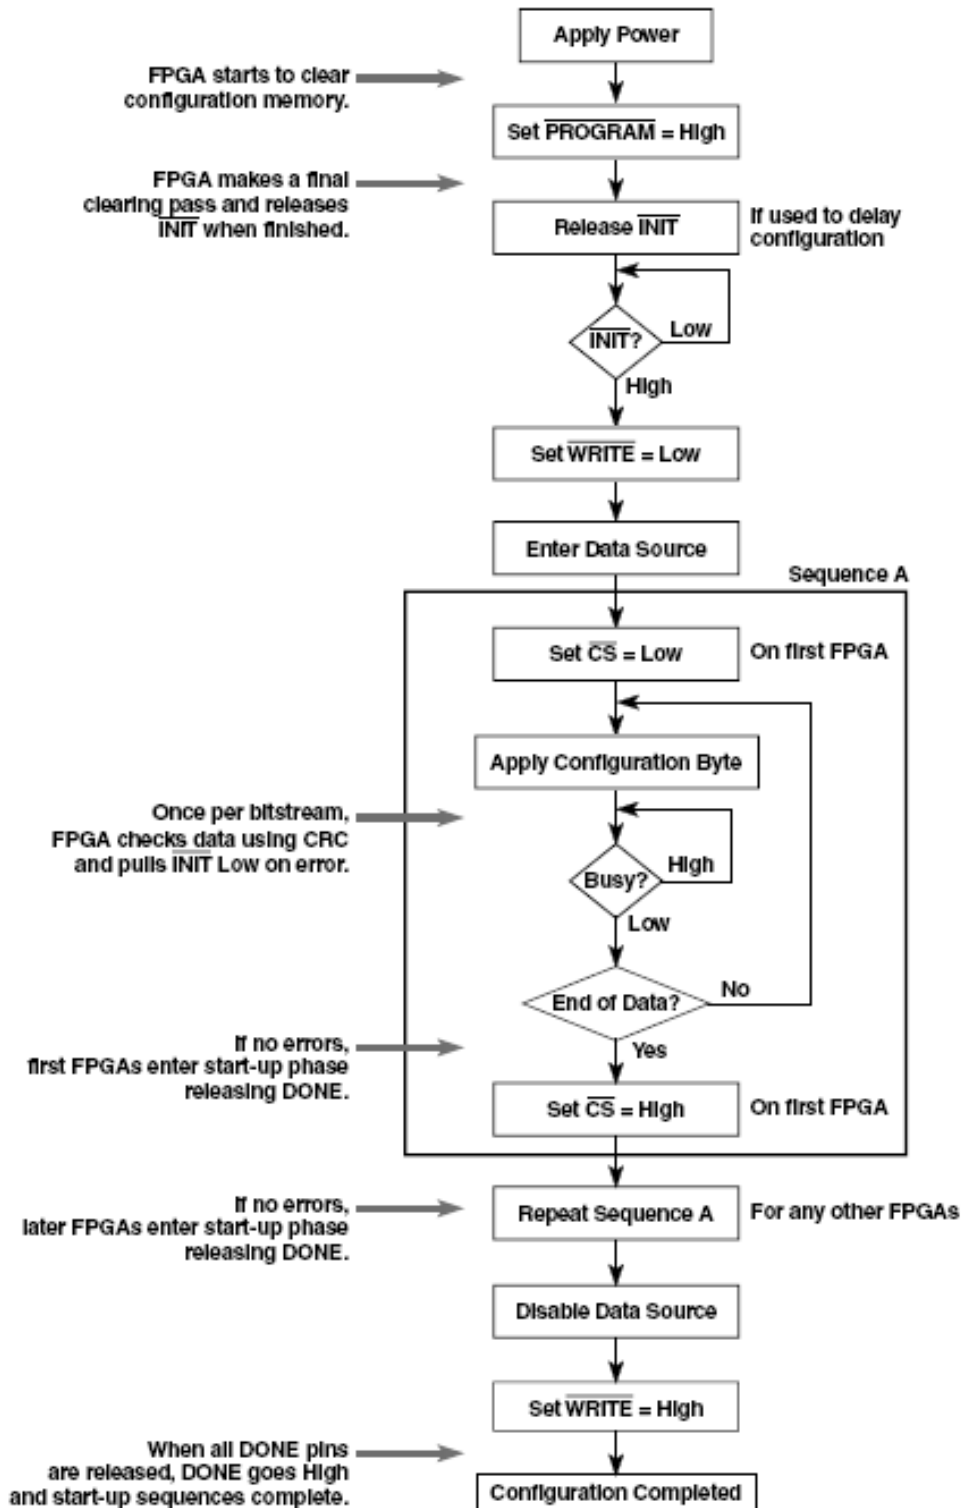 Apply Power
FPGA starts to clear
configuration memory.
Set PROGRAM = High
FPGA makes a final
clearing pass and releases
INIT when finished.
Release INIT
If used to delay
configuration
INIT?
Low
High
Set WRITE = Low
Enter Data Source
Sequence A
Set CS = Low
On first FPGA
Apply Configuration Byte
Once per bitstream,
FPGA checks data using CRC
and pulls INIT Low on error.
Busy?
High
Low
End of Data?
No
Yes
If no errors,
first FPGAs enter start-up phase
releasing DONE.
Set CS = High
On first FPGA
If no errors,
later FPGAs enter start-up phase
releasing DONE.
Repeat Sequence A
For any other FPGAs
Disable Data Source
Set WRITE = High
When all DONE pins
are released, DONE goes High
and start-up sequences complete.
Configuration Completed